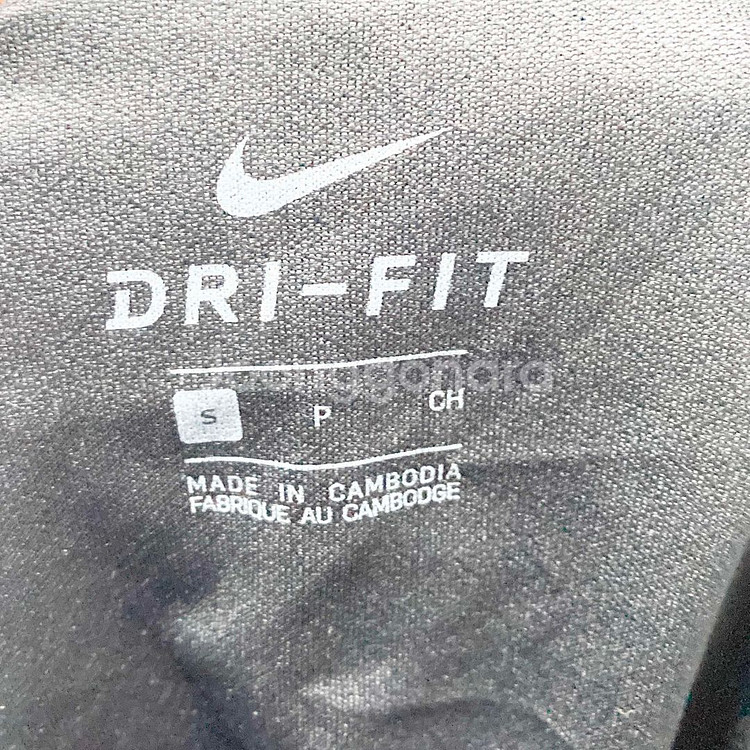 DRI-FIT
S P CH
MADE IN CAMBODIA
FABRIQUE AU CAMBODGE